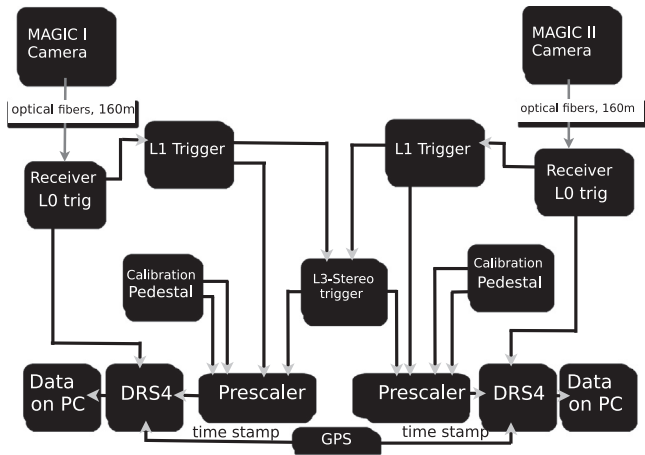 MAGIC I
Camera
MAGIC II
Camera
optical fibers, 160m
optical fibers, 160m
L1 Trigger
L1 Trigger
Receiver
L0 trig
Receiver
L0 trig
Calibration
Pedestal
L3-Stereo
trigger
Calibration
Pedestal
Data
on PC
DRS4
Prescaler
Prescaler
DRS4
Data
on PC
time stamp
GPS
time stamp